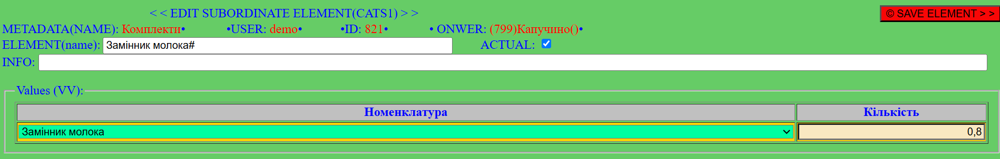 < < EDIT SUBORDINATE ELEMENT(CATS1) > > © SAVE ELEMENT > >
METADATA(NAME): Комплекти• •USER: demo• •ID: 821• • ONWER: (799)Капучино()•
ELEMENT(name): Замінник молока# ACTUAL:
INFO:
Values (VV):
Номенклатура Кількість
Замінник молока 0,8